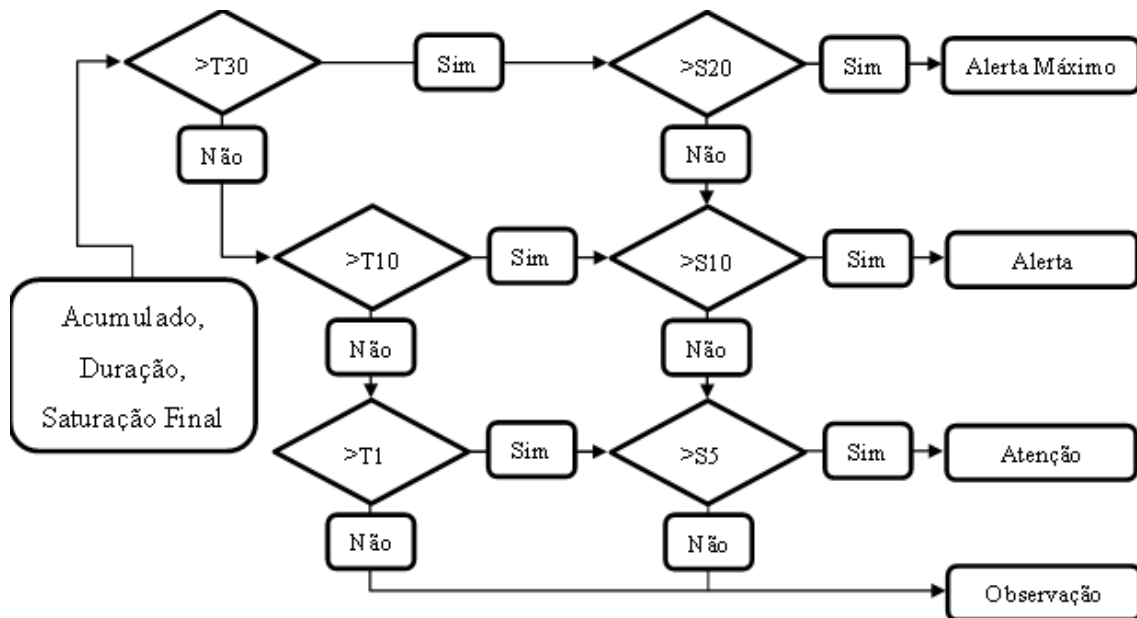 >T30
Sim
>S20
Sim
Alerta Máximo
Não
Não
>T10
Sim
>S10
Sim
Alerta
Acumulado,
Duração,
Saturação Final
Não
Não
>T1
Sim
>S5
Sim
Atenção
Não
Não
Observação